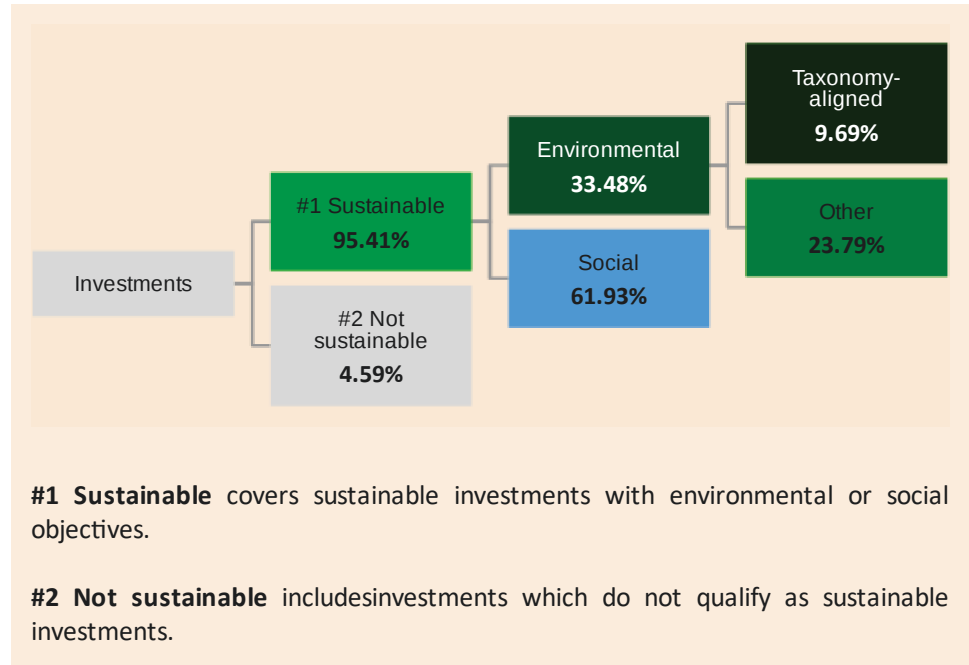 Investments
#1 Sustainable
95.41%
#2 Not
sustainable
4.59%
Environmental
33.48%
Social
61.93%
Taxonomy-
aligned
9.69%
Other
23.79%
#1 Sustainable covers sustainable investments with environmental or social
objectives.
#2 Not sustainable includesinvestments which do not qualify as sustainable
investments.